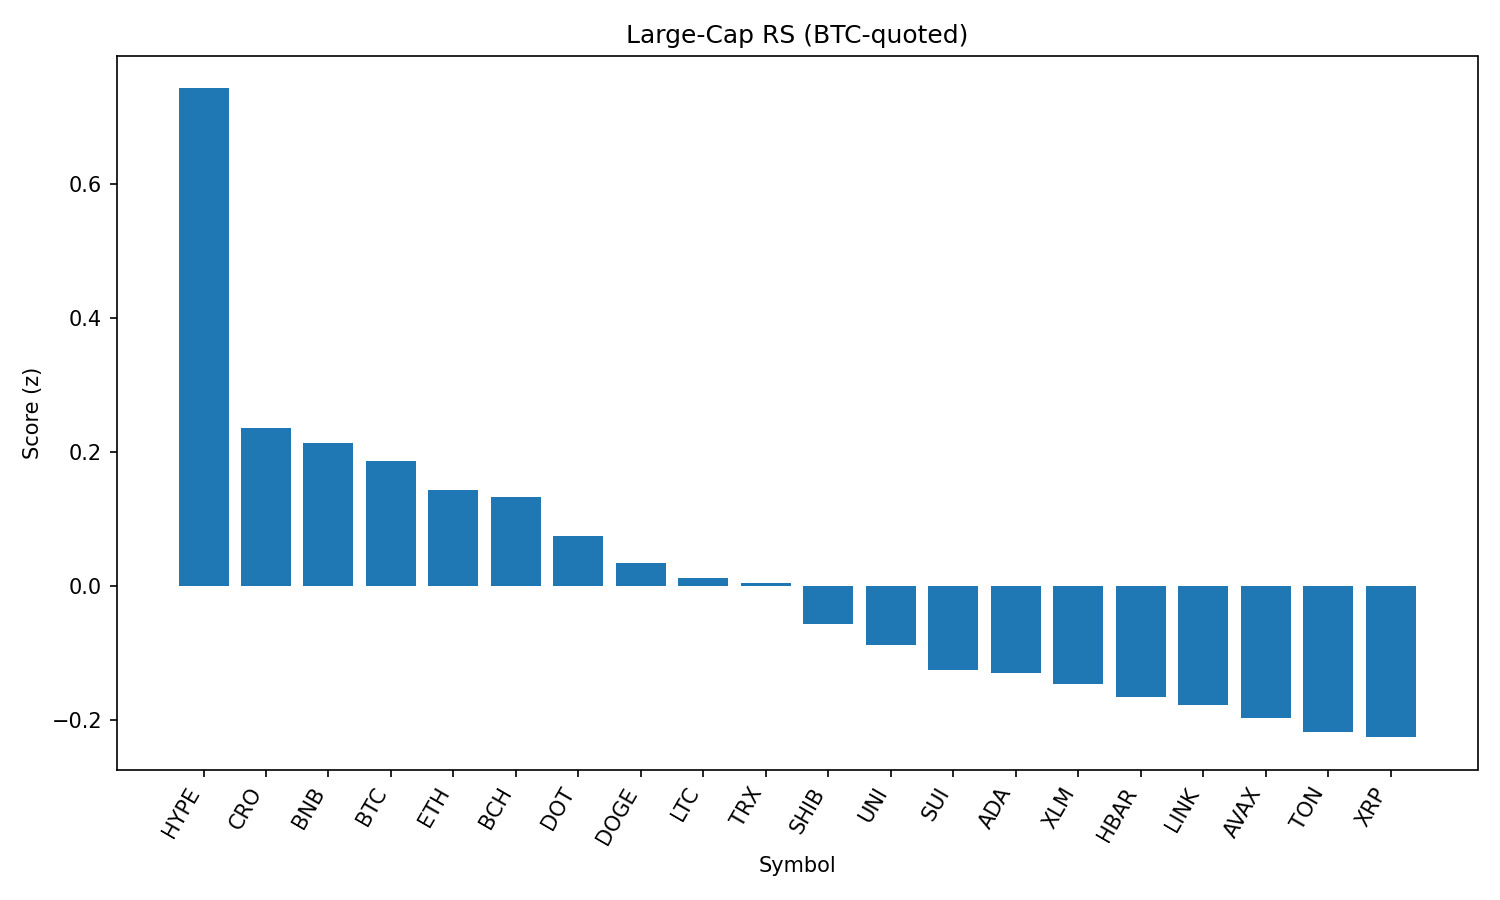 Large-Cap RS (BTC-quoted)
Score (z)
0.6
0.4
0.2
0.0
−0.2
HYPE
CRO
BNB
BTC
ETH
BCH
DOT
DOGE
LTC
TRX
SHIB
UNI
SUI
ADA
XLM
HBAR
LINK
AVAX
TON
XRP
Symbol